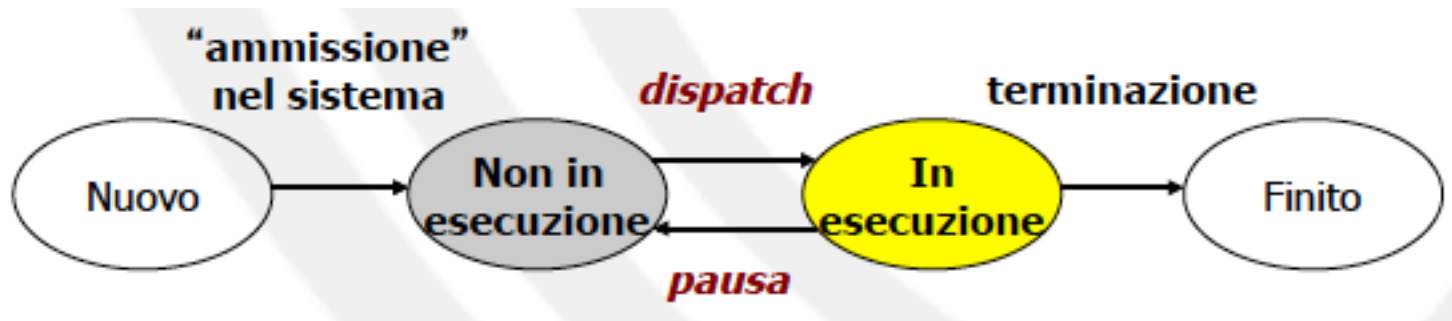 “ammissione”
nel sistema
dispatch
terminazione
Nuovo
Non in
esecuzione
In
esecuzione
Finito
pausa